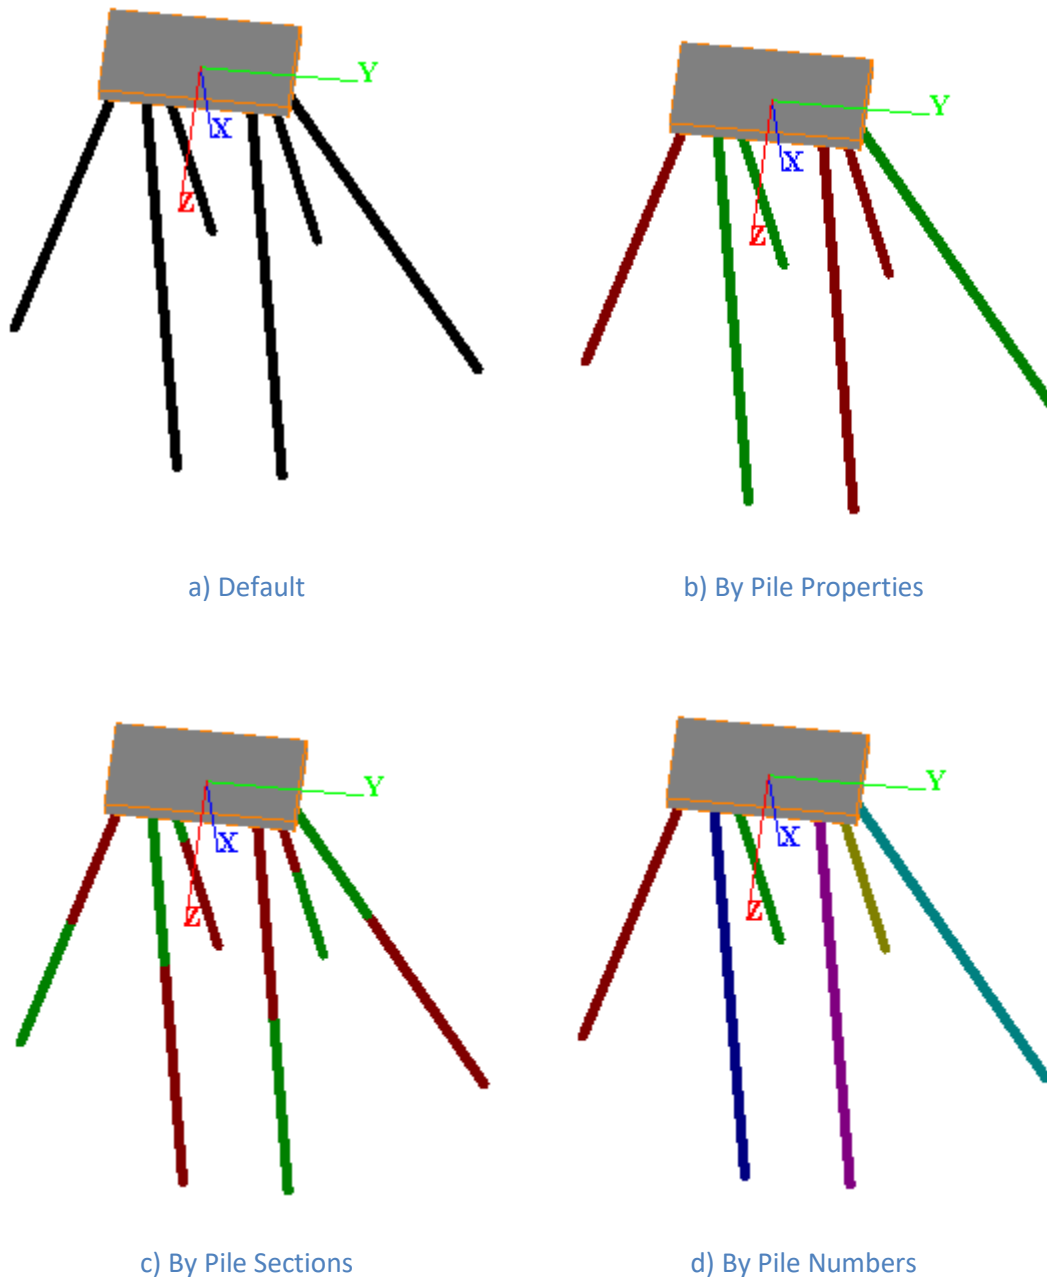 Y
X
Z
Y
X
Z
a) Default
b) By Pile Properties
Y
X
Z
Y
X
Z
c) By Pile Sections
d) By Pile Numbers